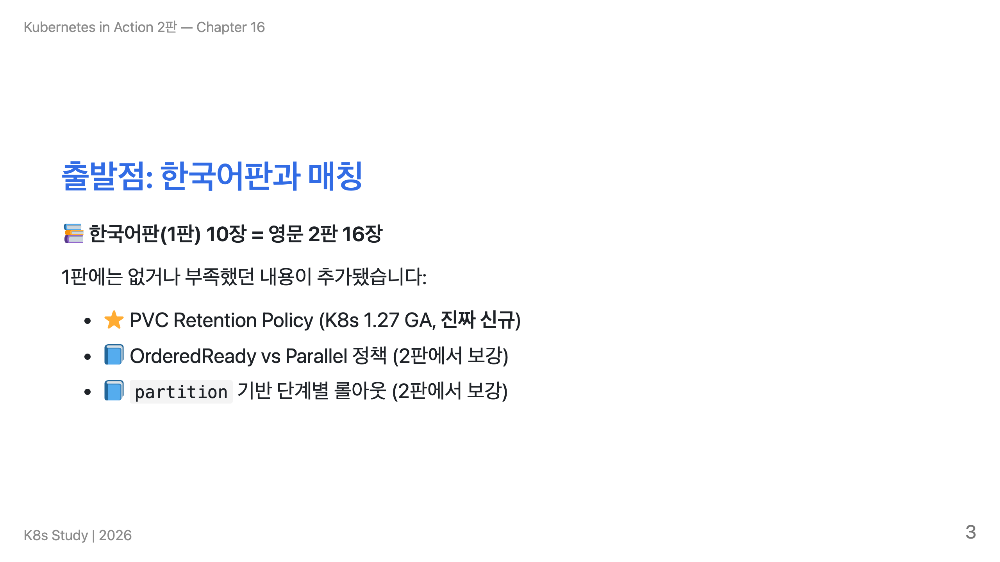 Kubernetes in Action 2판 — Chapter 16
출발점: 한국어판과 매칭
📚 한국어판(1판) 10장 = 영문 2판 16장
1판에는 없거나 부족했던 내용이 추가됐습니다:
• ⭐ PVC Retention Policy (K8s 1.27 GA, 진짜 신규)
• 📘 OrderedReady vs Parallel 정책 (2판에서 보강)
• 📘 partition 기반 단계별 롤아웃 (2판에서 보강)
K8s Study | 2026
3